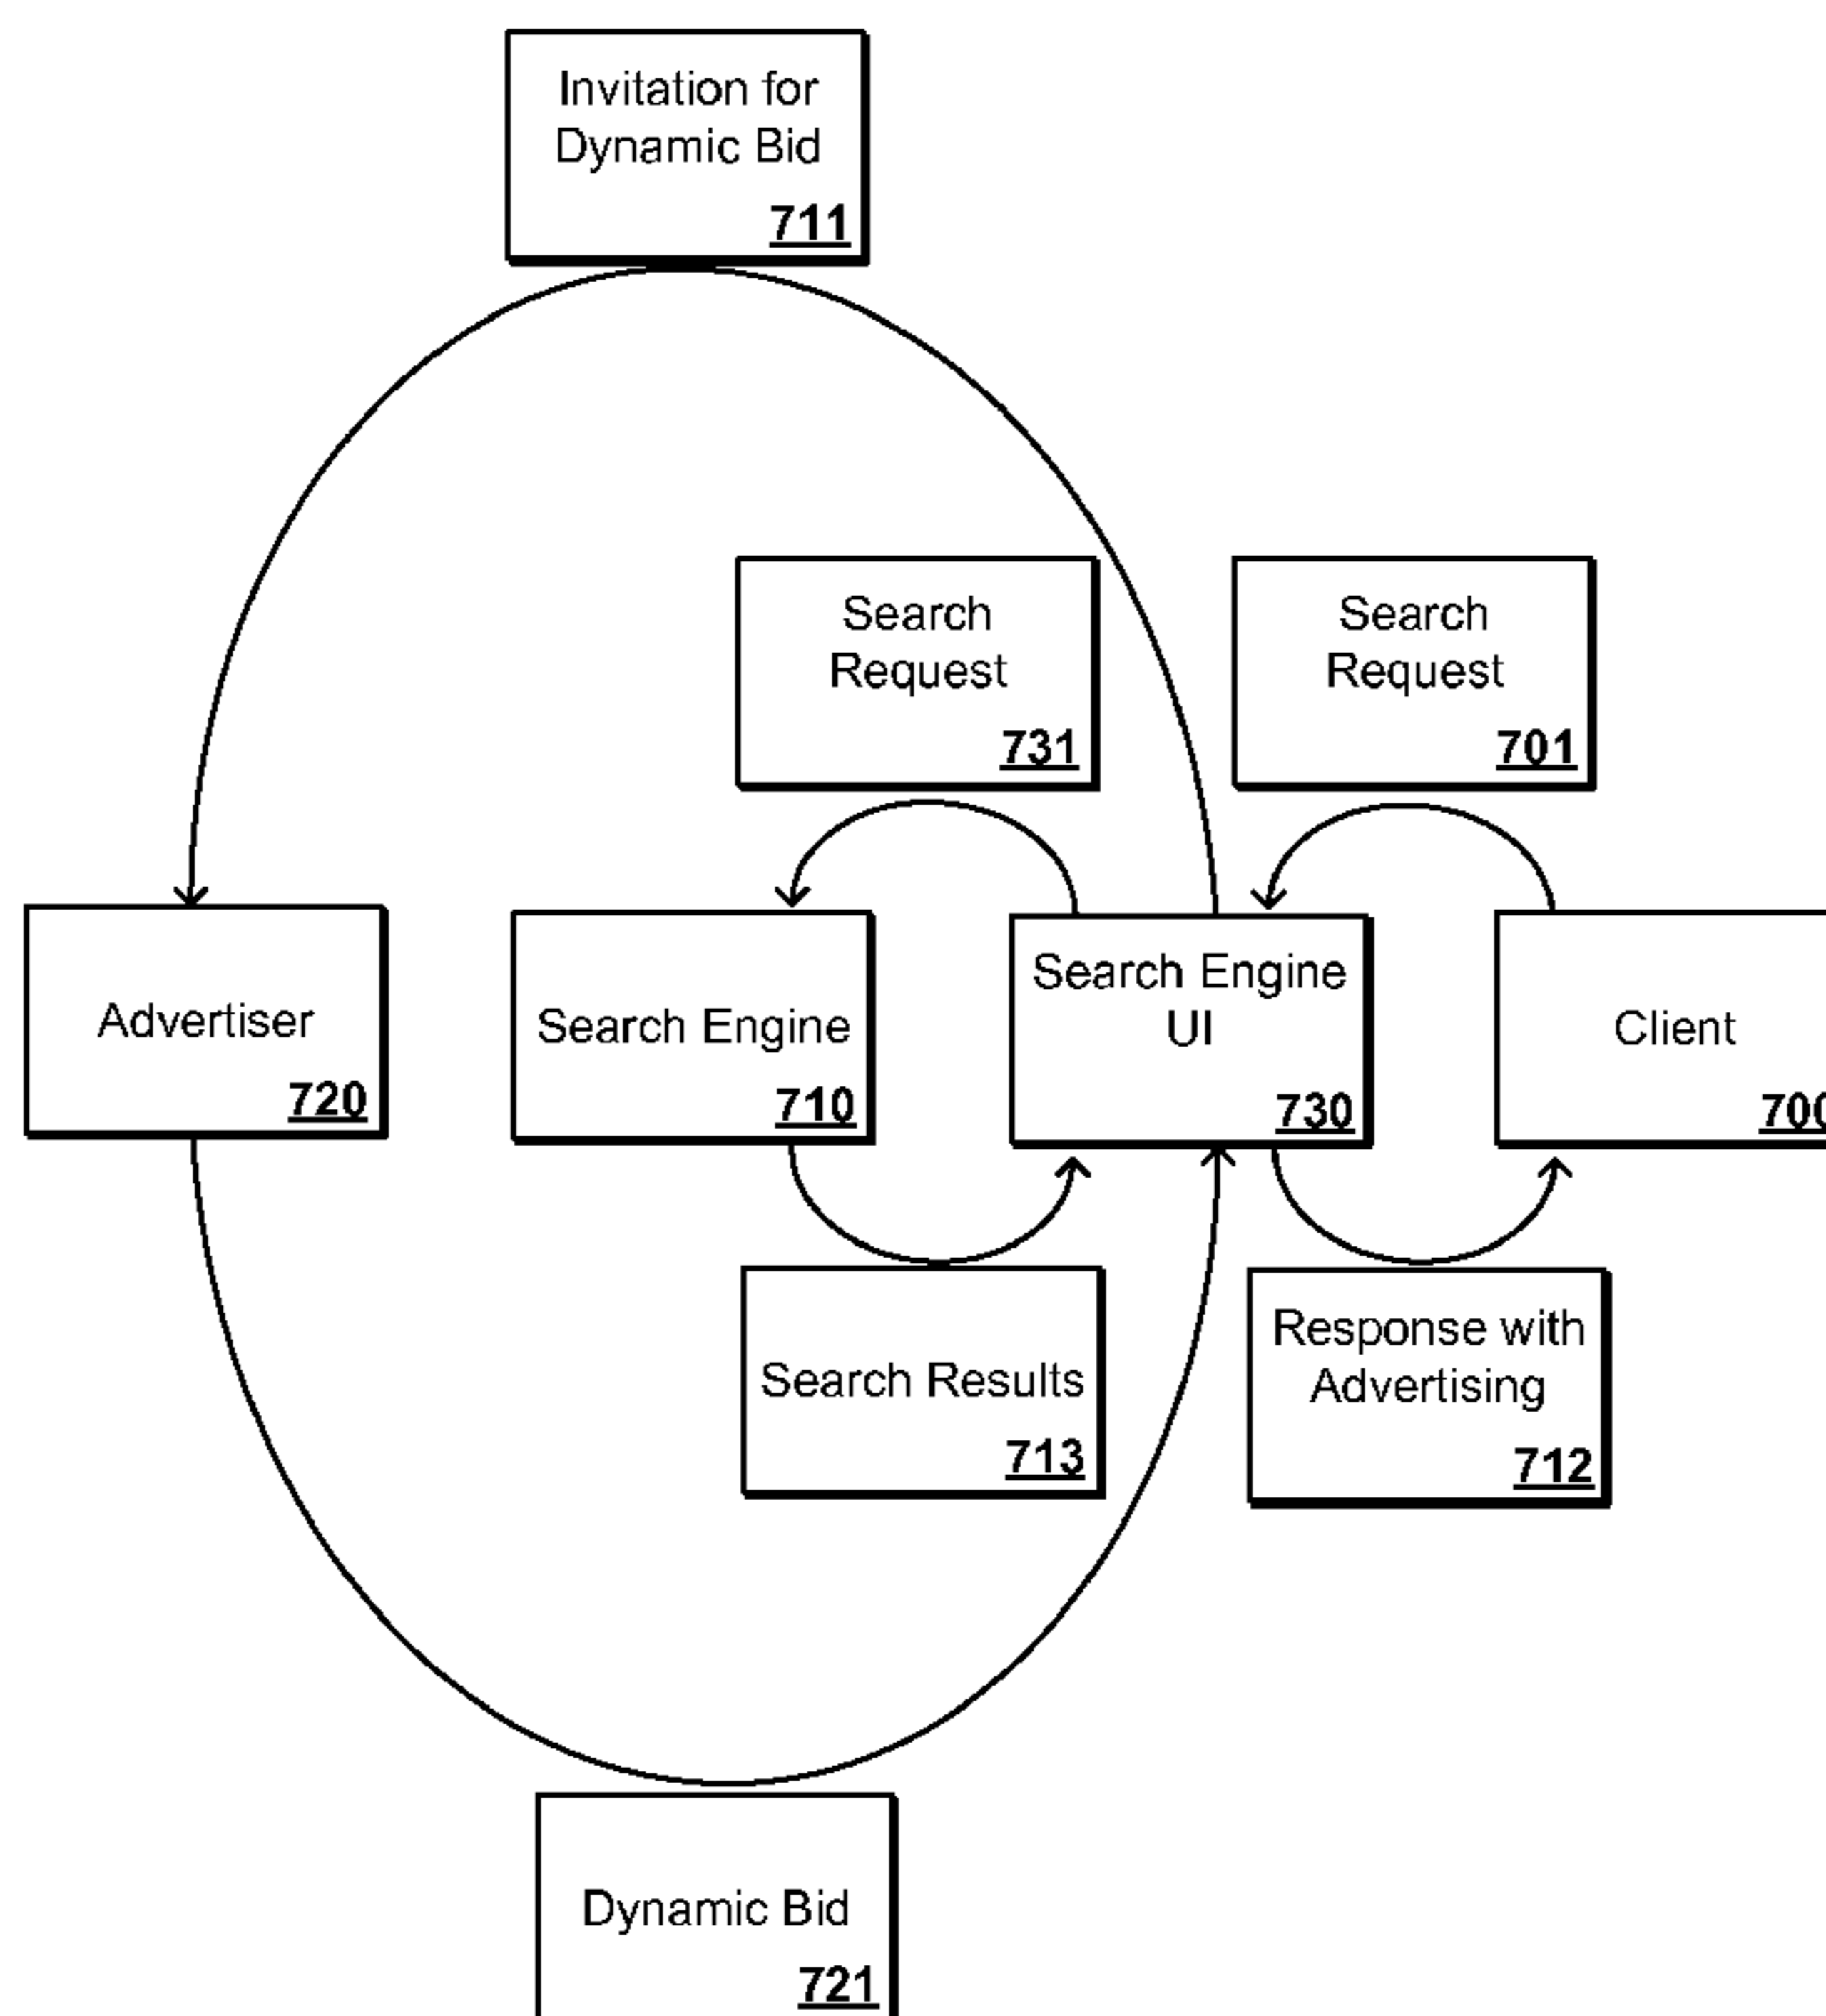 Invitation for
Dynamic Bid
711
Search
Request
731
Search
Request
701
Advertiser
720
Search Engine
710
Search Engine
UI
730
Client
700
Search Results
713
Response with
Advertising
712
Dynamic Bid
721